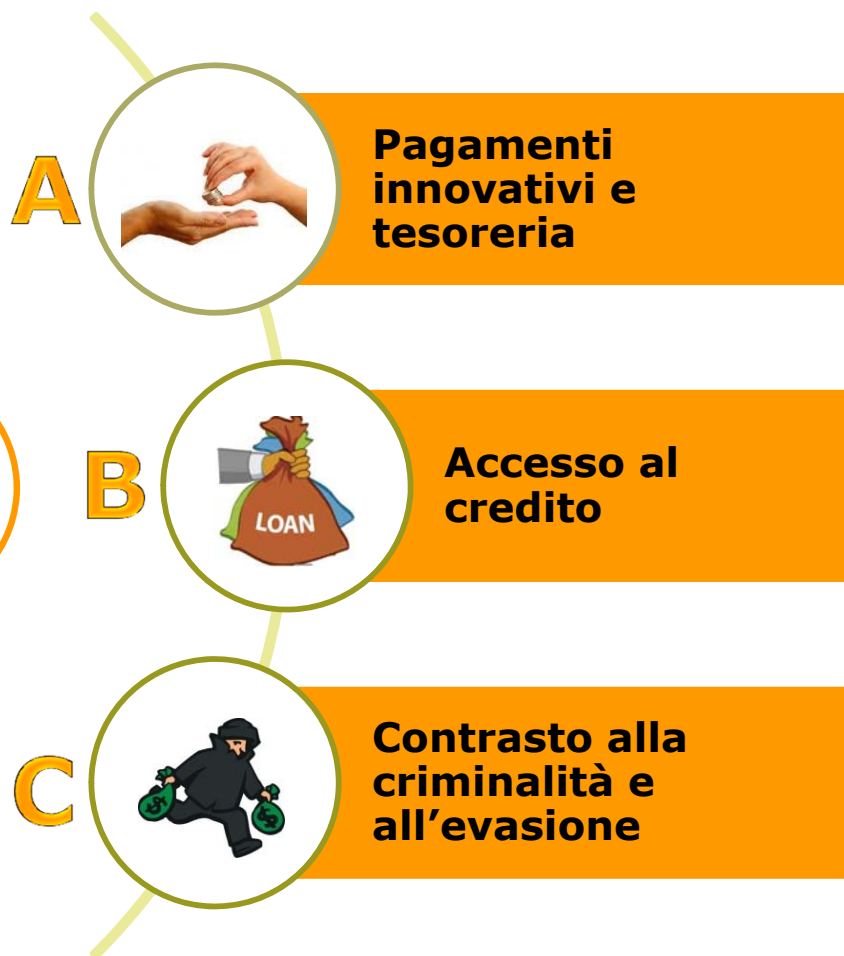 A
Pagamenti
innovativi e
tesoreria
B
LOAN
Accesso al
credito
C
$
$
Contrasto alla
criminalità e
all’evasione